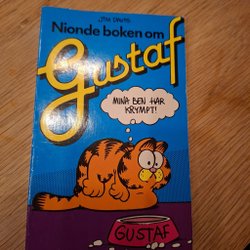 JIM DAVIS
Nionde boken om
Gustaf
MINA BEN HAR
KRYMPT!
GUSTAF